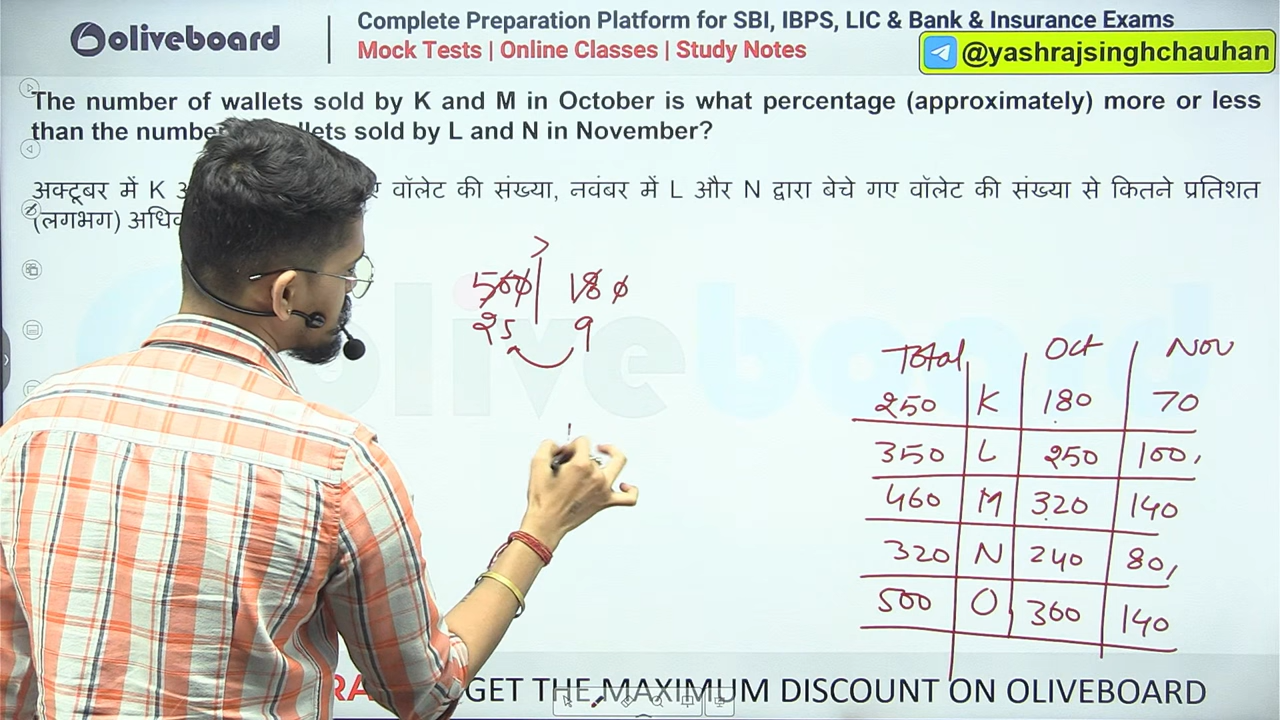 oliveboard
Complete Preparation Platform for SBI, IBPS, LIC & Bank & Insurance Exams
Mock Tests | Online Classes | Study Notes
@yashrajsinghchauhan
The number of wallets sold by K and M in October is what percentage (approximately) more or less
than the number lets sold by L and N in November?
अक्टूबर में K वॉलेट की संख्या, नवंबर में L और N द्वारा बेचे गए वॉलेट की संख्या से कितने प्रतिशत
(लगभग)
>
500 | 180
25 9
Total Oct Nov
250 K 180 70
350 L 250 100
460 M 320 140
320 N 240 80
500 O 360 140
GET THE MAXIMUM DISCOUNT ON OLIVEBOARD